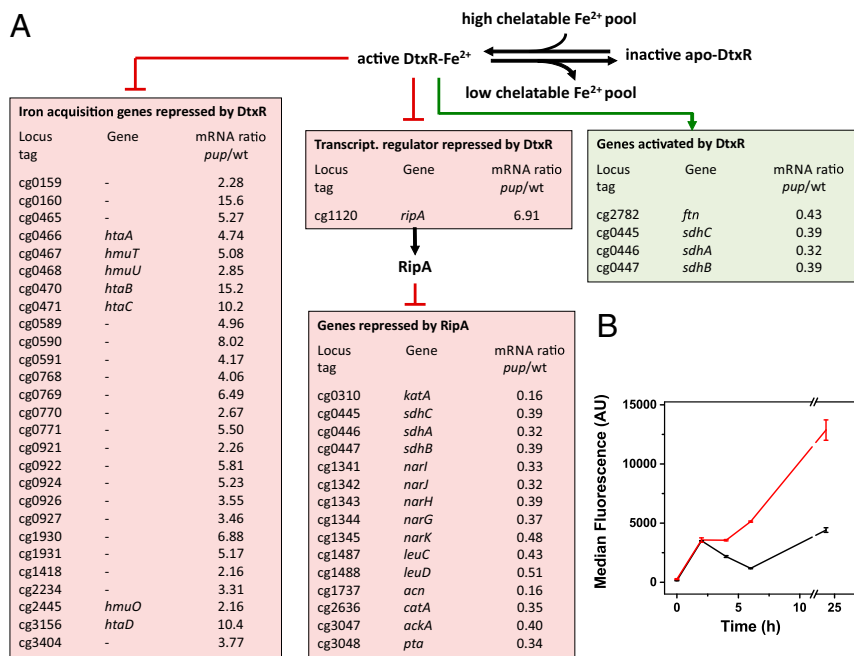 A
high chelatable Fe²⁺ pool
active DtxR-Fe²⁺
inactive apo-DtxR
low chelatable Fe²⁺ pool
Iron acquisition genes repressed by DtxR
Locus tag Gene mRNA ratio pup/wt
cg0159 - 2.28
cg0160 - 15.6
cg0465 - 5.27
cg0466 htaA 4.74
cg0467 hmuT 5.08
cg0468 hmuU 2.85
cg0470 htaB 15.2
cg0471 htaC 10.2
cg0589 - 4.96
cg0590 - 8.02
cg0591 - 4.17
cg0768 - 4.06
cg0769 - 6.49
cg0770 - 2.67
cg0771 - 5.50
cg0921 - 2.26
cg0922 - 5.81
cg0924 - 5.23
cg0926 - 3.55
cg0927 - 3.46
cg1930 - 6.88
cg1931 - 5.17
cg1418 - 2.16
cg2234 - 3.31
cg2445 hmuO 2.16
cg3156 htaD 10.4
cg3404 - 3.77
Transcript. regulator repressed by DtxR
Locus tag Gene mRNA ratio pup/wt
cg1120 ripA 6.91
RipA
Genes repressed by RipA
Locus tag Gene mRNA ratio pup/wt
cg0310 katA 0.16
cg0445 sdhC 0.39
cg0446 sdhA 0.32
cg0447 sdhB 0.39
cg1341 narI 0.33
cg1342 narJ 0.32
cg1343 narH 0.39
cg1344 narG 0.37
cg1345 narK 0.48
cg1487 leuC 0.43
cg1488 leuD 0.51
cg1737 acn 0.16
cg2636 catA 0.35
cg3047 ackA 0.40
cg3048 pta 0.34
Genes activated by DtxR
Locus tag Gene mRNA ratio pup/wt
cg2782 ftn 0.43
cg0445 sdhC 0.39
cg0446 sdhA 0.32
cg0447 sdhB 0.39
B
Median Fluorescence (AU)
15000
10000
5000
0
0 5 10 25
Time (h)